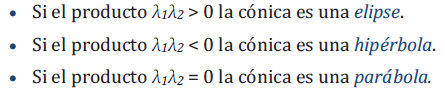 • Si el producto λ₁λ₂ > 0 la cónica es una elipse.
• Si el producto λ₁λ₂ < 0 la cónica es una hipérbola.
• Si el producto λ₁λ₂ = 0 la cónica es una parábola.